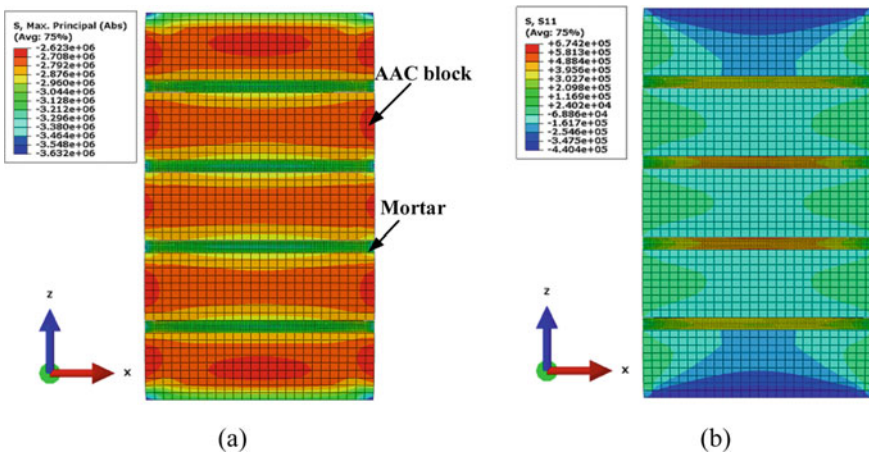 S, Max. Principal (Abs)
(Avg: 75%)
-2.623e+06
-2.708e+06
-2.792e+06
-2.876e+06
-2.960e+06
-3.044e+06
-3.128e+06
-3.212e+06
-3.296e+06
-3.380e+06
-3.464e+06
-3.548e+06
-3.632e+06
AAC block
Mortar
Z
X
(a)
S, S11
(Avg: 75%)
+6.742e+05
+5.813e+05
+4.884e+05
+3.956e+05
+3.027e+05
+2.098e+05
+1.169e+05
+2.402e+04
-6.886e+04
-1.617e+05
-2.546e+05
-3.475e+05
-4.404e+05
Z
X
(b)